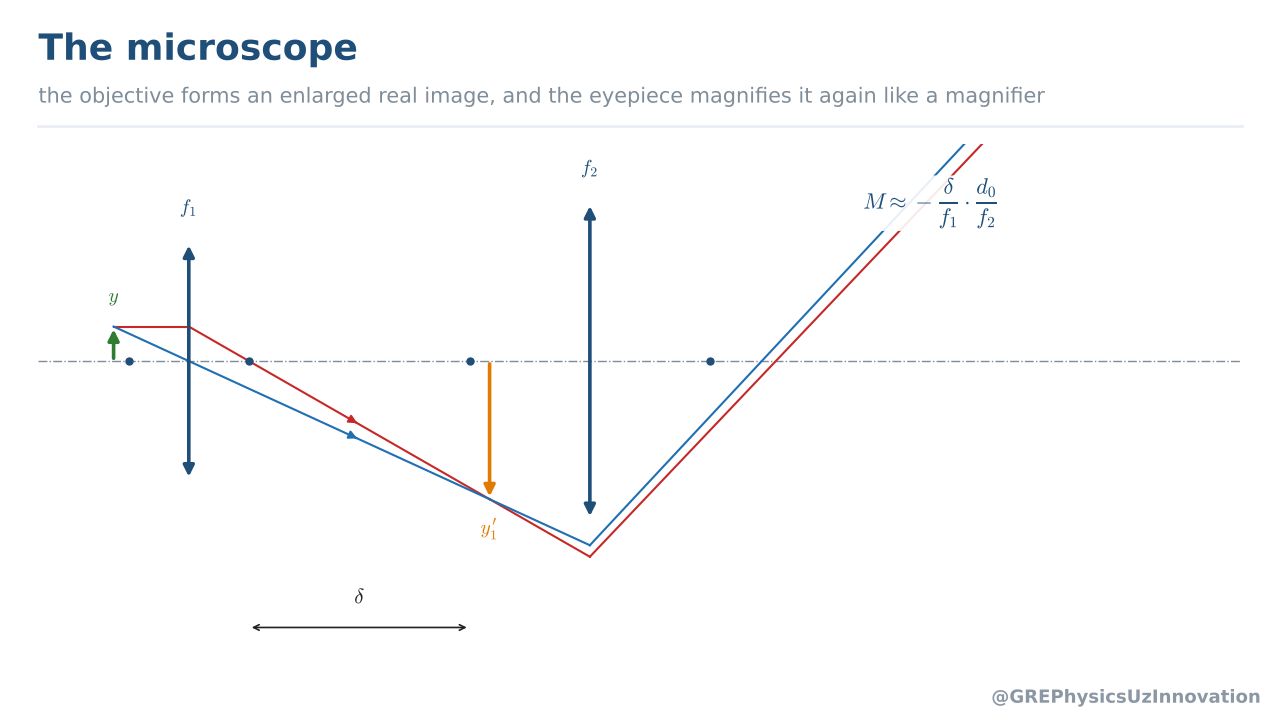 The microscope
the objective forms an enlarged real image, and the eyepiece magnifies it again like a magnifier
f₂
M ≈ − δ/f₁ · d₀/f₂
f₁
y
y₁′
δ
@GREPhysicsUzInnovation